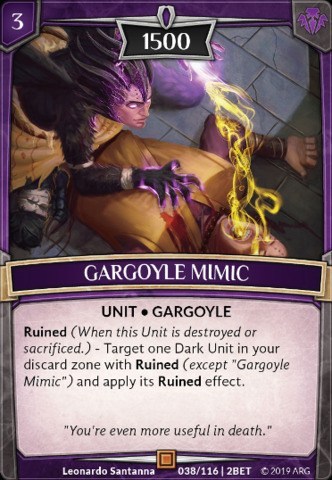 3
1500
GARGOYLE MIMIC
UNIT • GARGOYLE
Ruined (When this Unit is destroyed or
sacrificed.) - Target one Dark Unit in your
discard zone with Ruined (except "Gargoyle
Mimic") and apply its Ruined effect.
"You're even more useful in death."
Leonardo Santanna 038/116 | 2BET © 2019 ARG